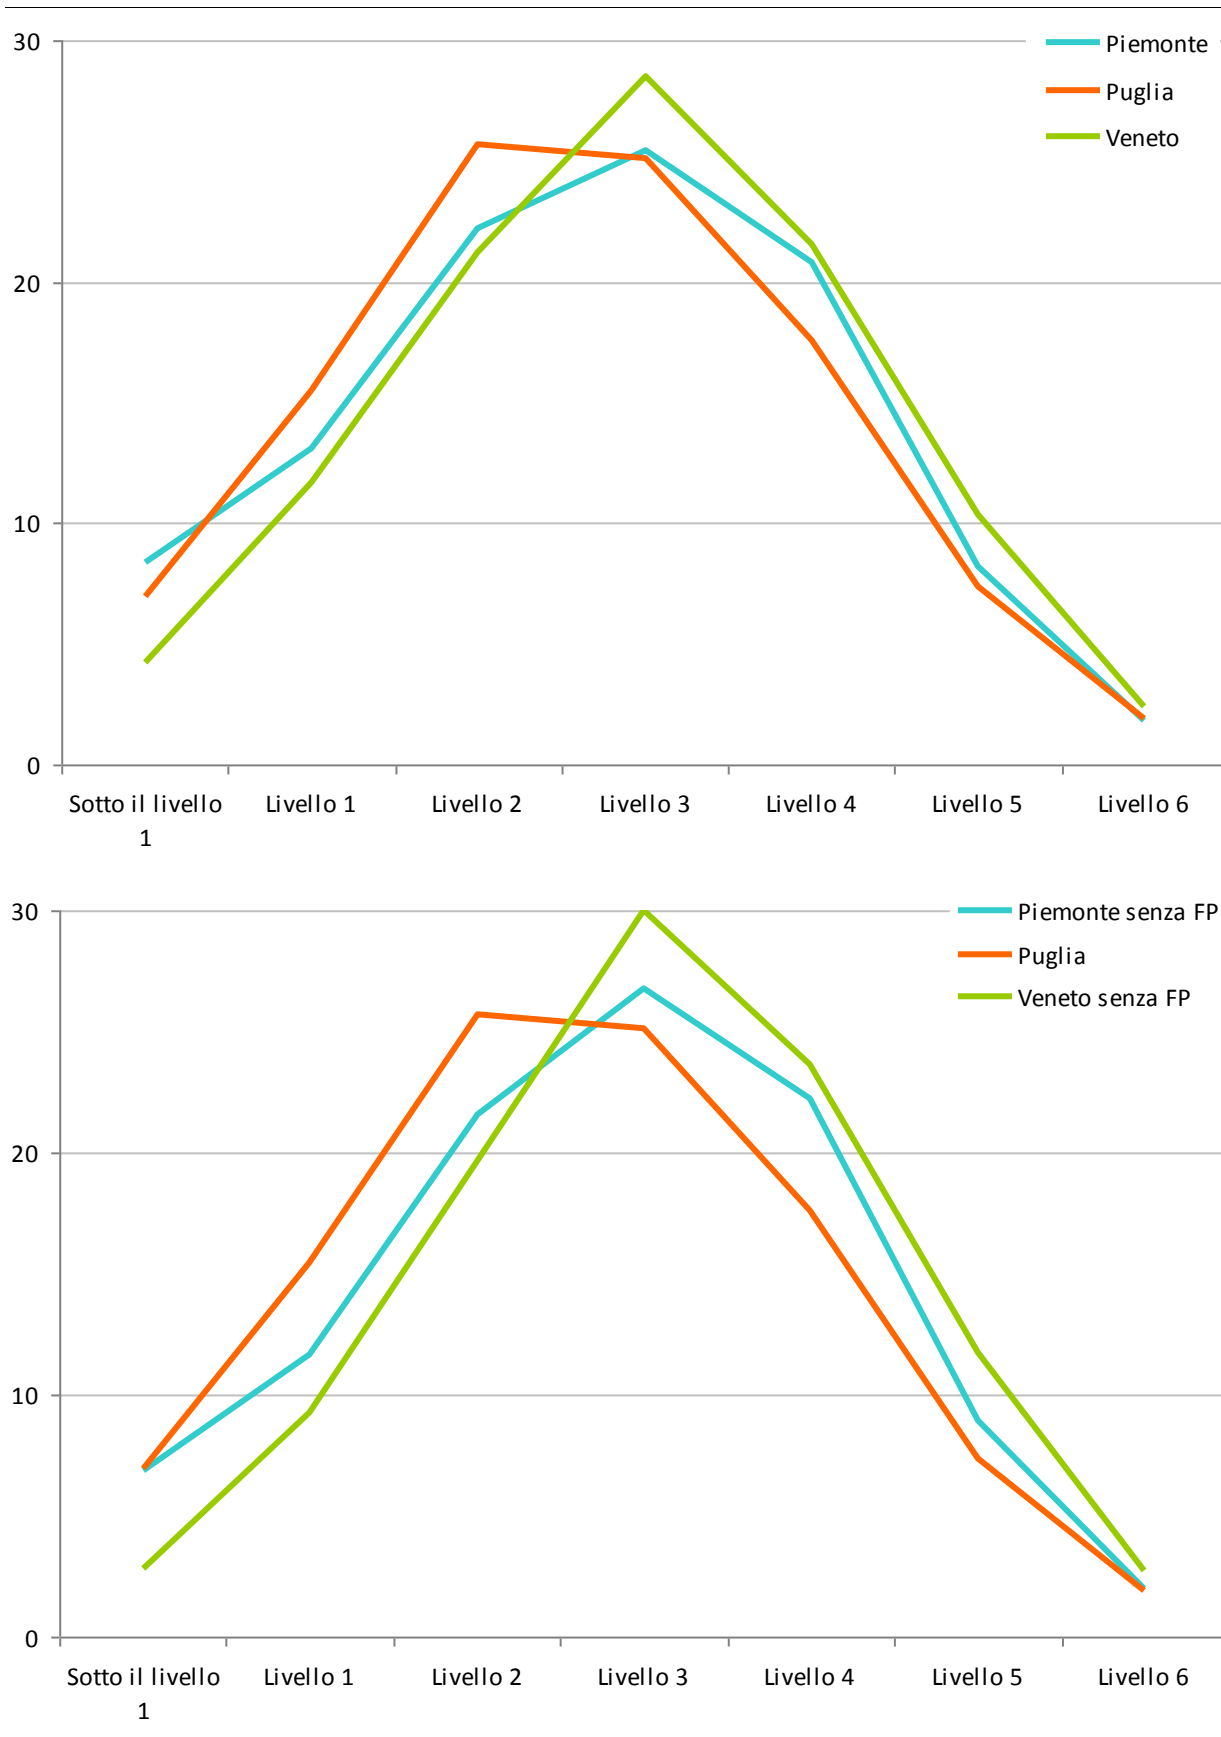 30
20
10
0
Piemonte
Puglia
Veneto
Sotto il livello
1
Livello 1
Livello 2
Livello 3
Livello 4
Livello 5
Livello 6
30
20
10
0
Piemonte senza FP
Puglia
Veneto senza FP
Sotto il livello
1
Livello 1
Livello 2
Livello 3
Livello 4
Livello 5
Livello 6